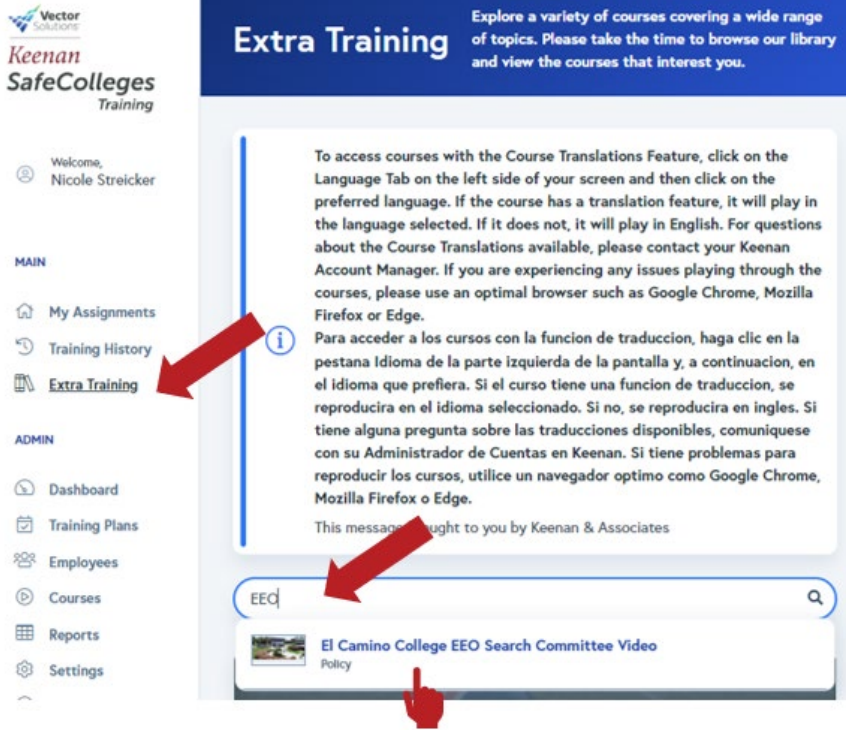 Vector
Solutions
Keenan
SafeColleges
Training
Welcome,
Nicole Streicker
MAIN
My Assignments
Training History
Extra Training
ADMIN
Dashboard
Training Plans
Employees
Courses
Reports
Settings
Extra Training
Explore a variety of courses covering a wide range
of topics. Please take the time to browse our library
and view the courses that interest you.
To access courses with the Course Translations Feature, click on the
Language Tab on the left side of your screen and then click on the
preferred language. If the course has a translation feature, it will play in
the language selected. If it does not, it will play in English. For questions
about the Course Translations available, please contact your Keenan
Account Manager. If you are experiencing any issues playing through the
courses, please use an optimal browser such as Google Chrome, Mozilla
Firefox or Edge.
Para acceder a los cursos con la funcion de traduccion, haga clic en la
pestana Idioma de la parte izquierda de la pantalla y, a continuacion, en
el idioma que prefiera. Si el curso tiene una funcion de traduccion, se
reproducira en el idioma seleccionado. Si no, se reproducira en ingles. Si
tiene alguna pregunta sobre las traducciones disponibles, comuniquese
con su Administrador de Cuentas en Keenan. Si tiene problemas para
reproducir los cursos, utilice un navegador optimo como Google Chrome,
Mozilla Firefox o Edge.
This message ught to you by Keenan & Associates
EEO
El Camino College EEO Search Committee Video
Policy